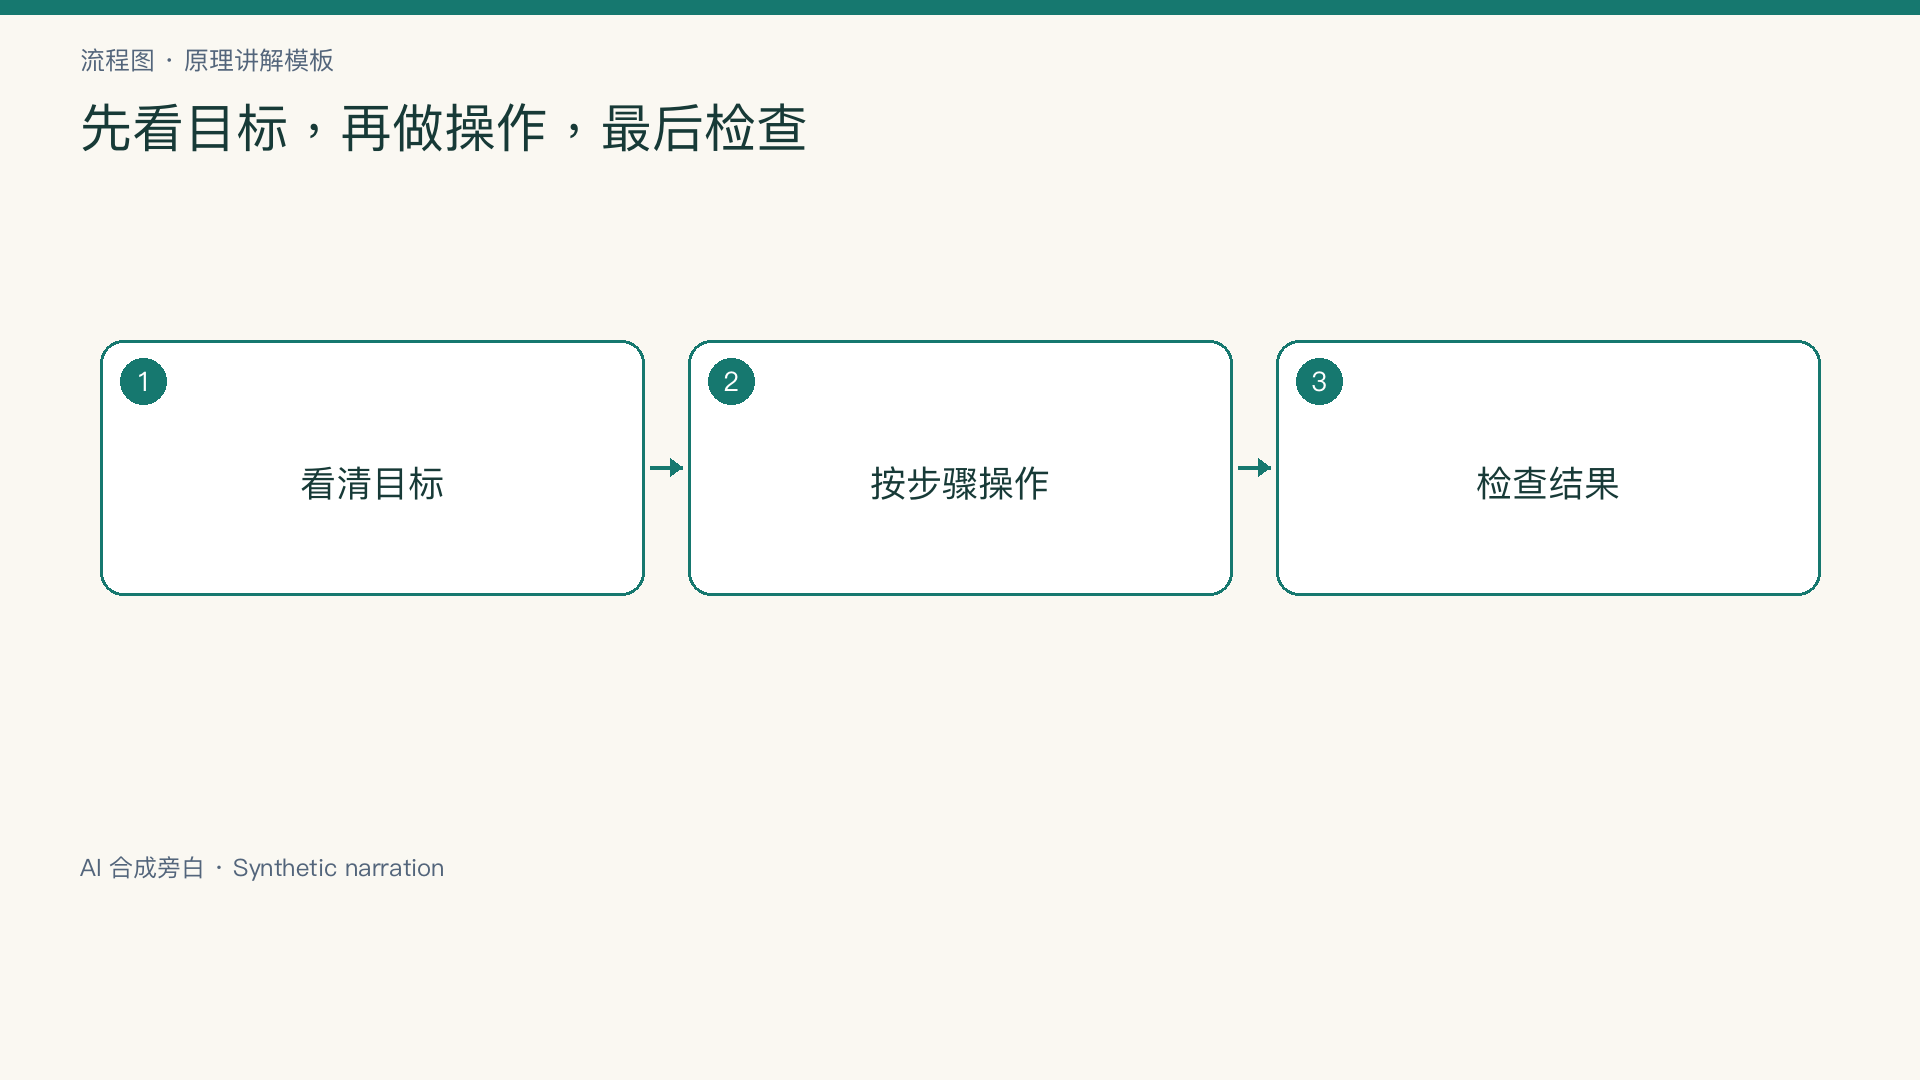 流程图 · 原理讲解模板
先看目标，再做操作，最后检查
1
看清目标
2
按步骤操作
3
检查结果
AI 合成旁白 · Synthetic narration